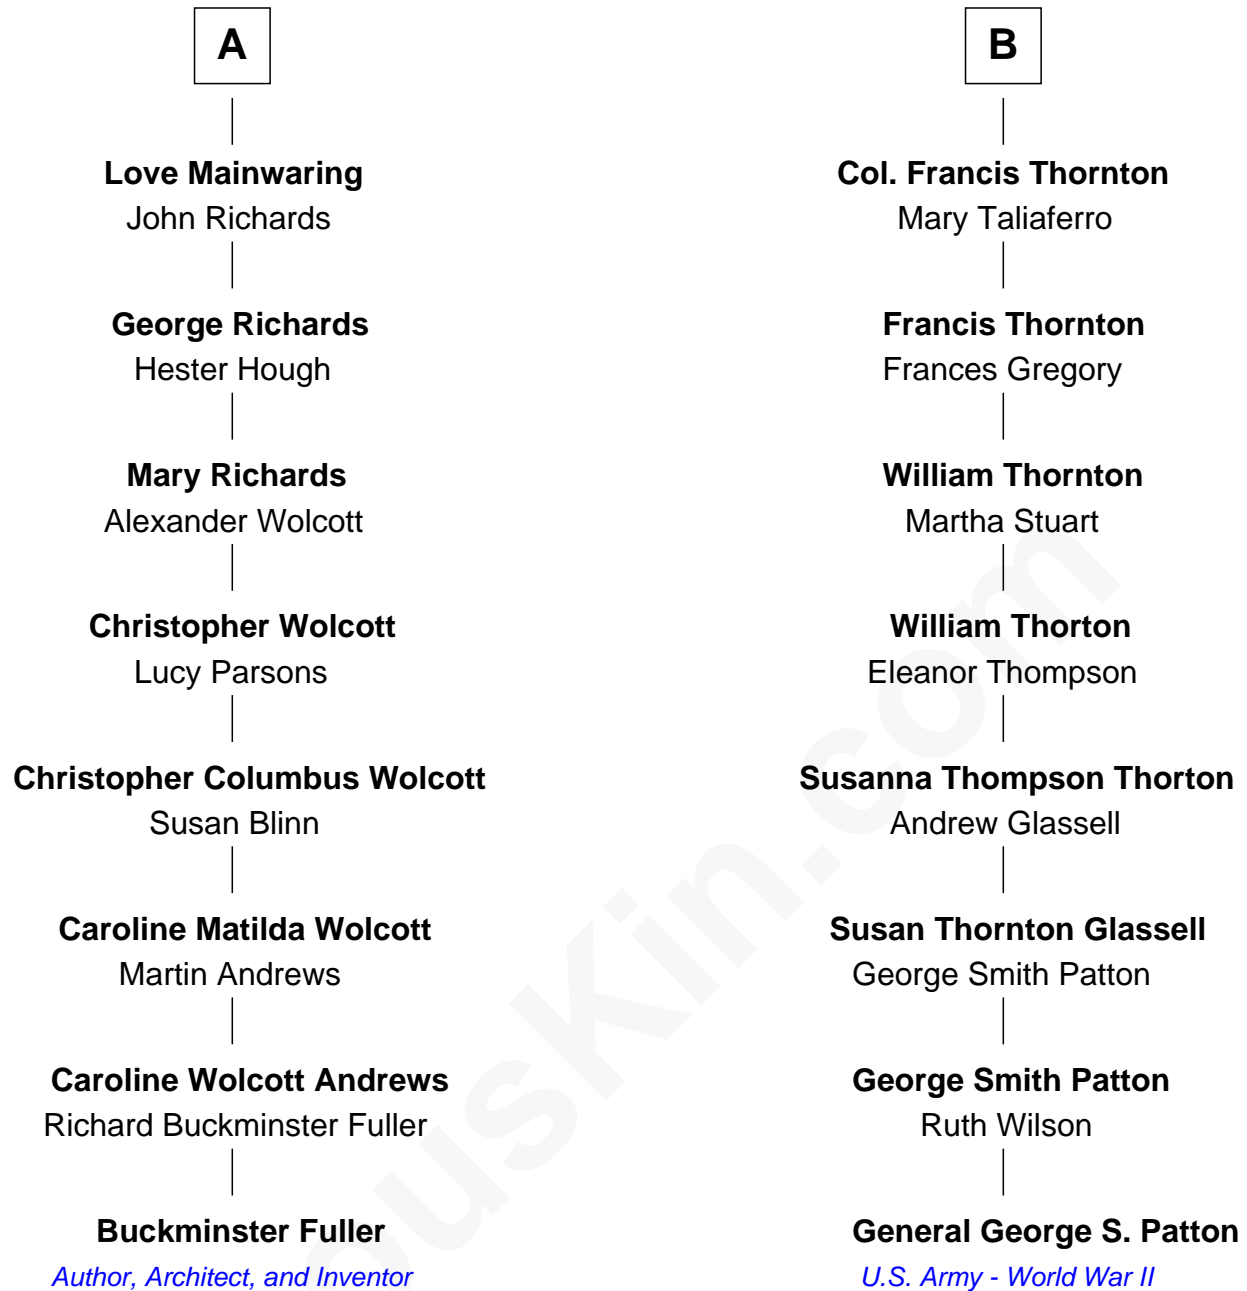 A
Love Mainwaring
John Richards
George Richards
Hester Hough
Mary Richards
Alexander Wolcott
Christopher Wolcott
Lucy Parsons
Christopher Columbus Wolcott
Susan Blinn
Caroline Matilda Wolcott
Martin Andrews
Caroline Wolcott Andrews
Richard Buckminster Fuller
Buckminster Fuller
Author, Architect, and Inventor
B
Col. Francis Thornton
Mary Taliaferro
Francis Thornton
Frances Gregory
William Thornton
Martha Stuart
William Thorton
Eleanor Thompson
Susanna Thompson Thorton
Andrew Glassell
Susan Thornton Glassell
George Smith Patton
George Smith Patton
Ruth Wilson
General George S. Patton
U.S. Army - World War II
ousKin.com